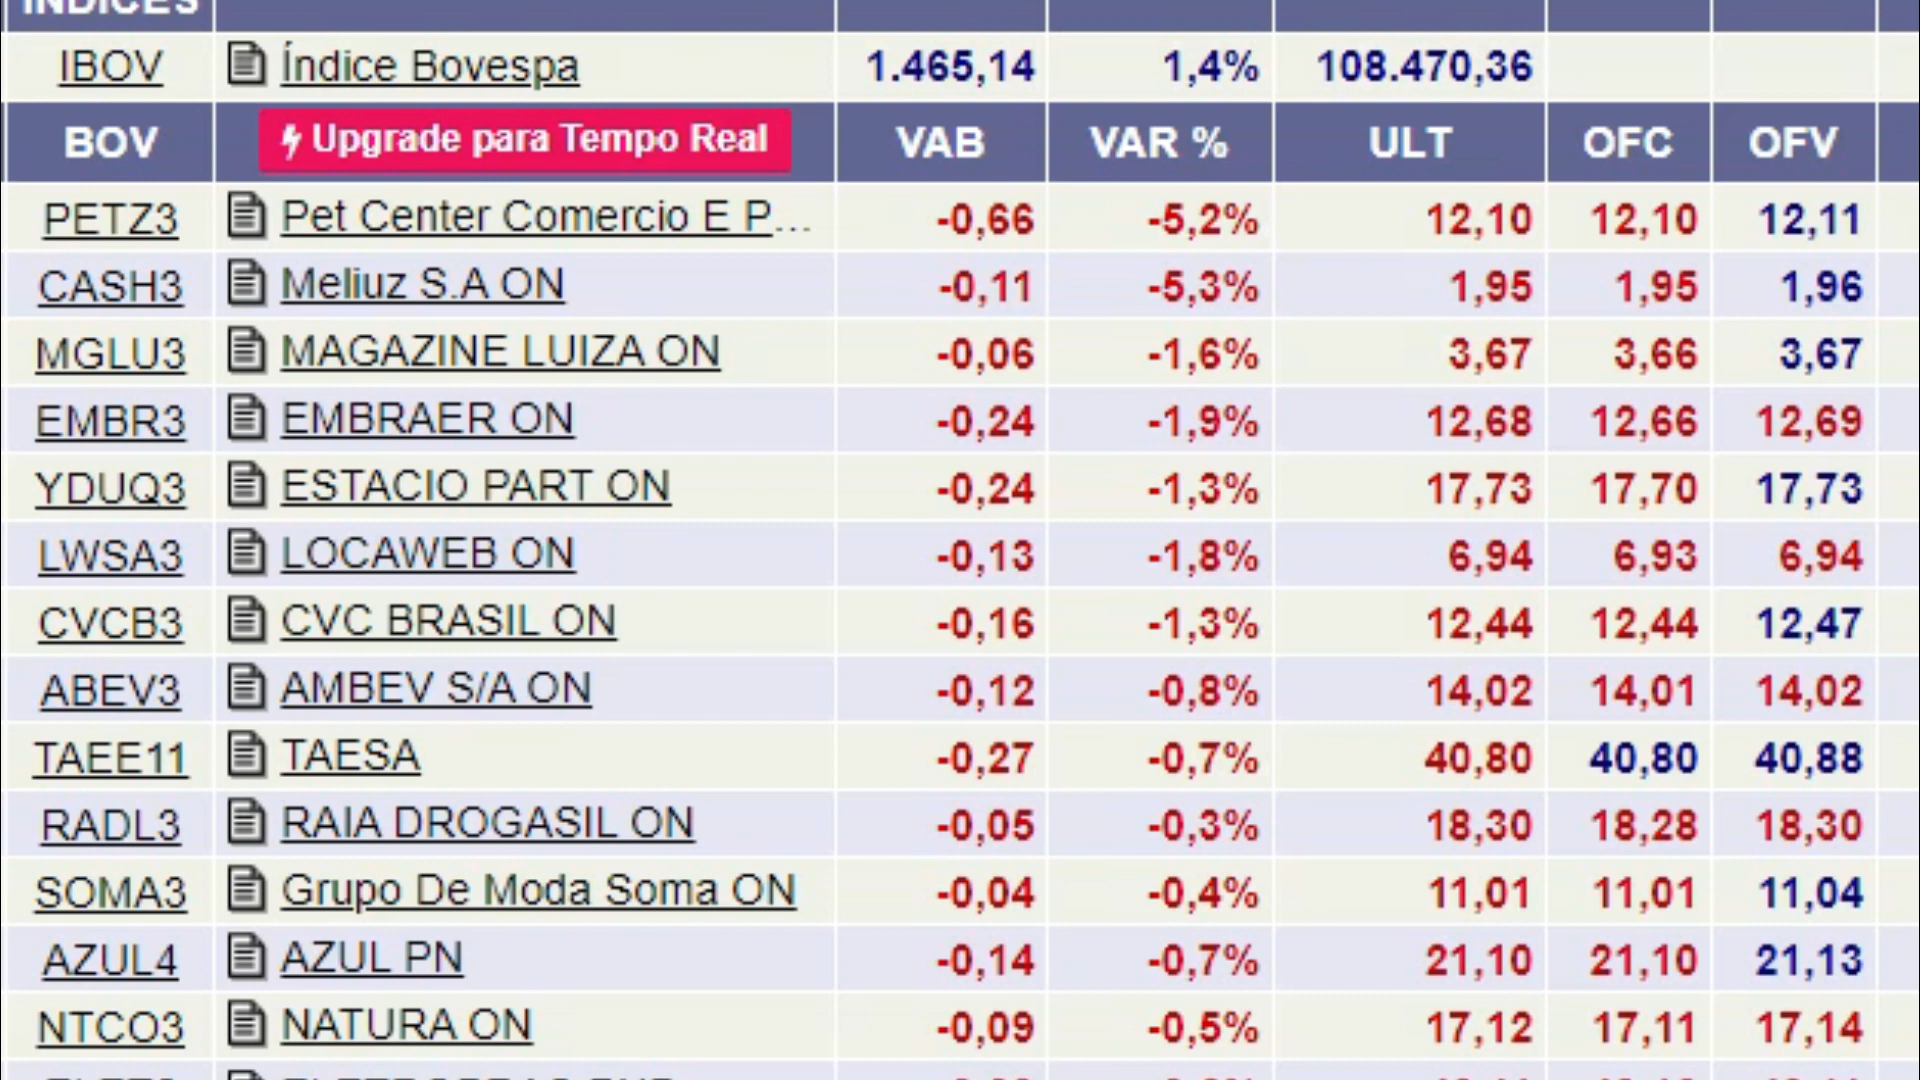 ÍNDICES
IBOV Índice Bovespa 1.465,14 1,4% 108.470,36
BOV Upgrade para Tempo Real VAB VAR % ULT OFC OFV
PETZ3 Pet Center Comercio E P... -0,66 -5,2% 12,10 12,10 12,11
CASH3 Meliuz S.A ON -0,11 -5,3% 1,95 1,95 1,96
MGLU3 MAGAZINE LUIZA ON -0,06 -1,6% 3,67 3,66 3,67
EMBR3 EMBRAER ON -0,24 -1,9% 12,68 12,66 12,69
YDUQ3 ESTACIO PART ON -0,24 -1,3% 17,73 17,70 17,73
LWSA3 LOCAWEB ON -0,13 -1,8% 6,94 6,93 6,94
CVCB3 CVC BRASIL ON -0,16 -1,3% 12,44 12,44 12,47
ABEV3 AMBEV S/A ON -0,12 -0,8% 14,02 14,01 14,02
TAEE11 TAESA -0,27 -0,7% 40,80 40,80 40,88
RADL3 RAIA DROGASIL ON -0,05 -0,3% 18,30 18,28 18,30
SOMA3 Grupo De Moda Soma ON -0,04 -0,4% 11,01 11,01 11,04
AZUL4 AZUL PN -0,14 -0,7% 21,10 21,10 21,13
NTCO3 NATURA ON -0,09 -0,5% 17,12 17,11 17,14